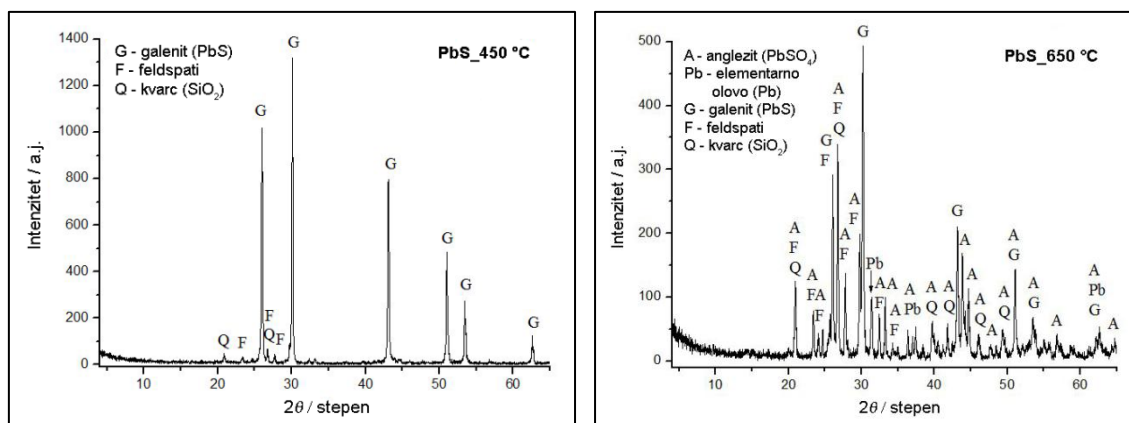 1400
1200
1000
800
600
400
200
0
Intenzitet / a.j.
G - galenit (PbS)
F - feldspati
Q - kvarc (SiO2)
PbS_450 °C
G
G
G
G
G
G
Q
F
F
Q
F
10
20
30
40
50
60
2θ / stepen
500
400
300
200
100
0
Intenzitet / a.j.
A - anglezit (PbSO4)
Pb - elementarno
olovo (Pb)
G - galenit (PbS)
F - feldspati
Q - kvarc (SiO2)
PbS_650 °C
A
F
Q
A
F
A
F
G
F
A
F
Q
A
F
A
F
G
Pb
A
F
A
A
F
A
Pb
A
Q
A
Q
G
A
A
A
Q
A
A
Q
A
G
A
G
A
A
Pb
G
A
10
20
30
40
50
60
2θ / stepen